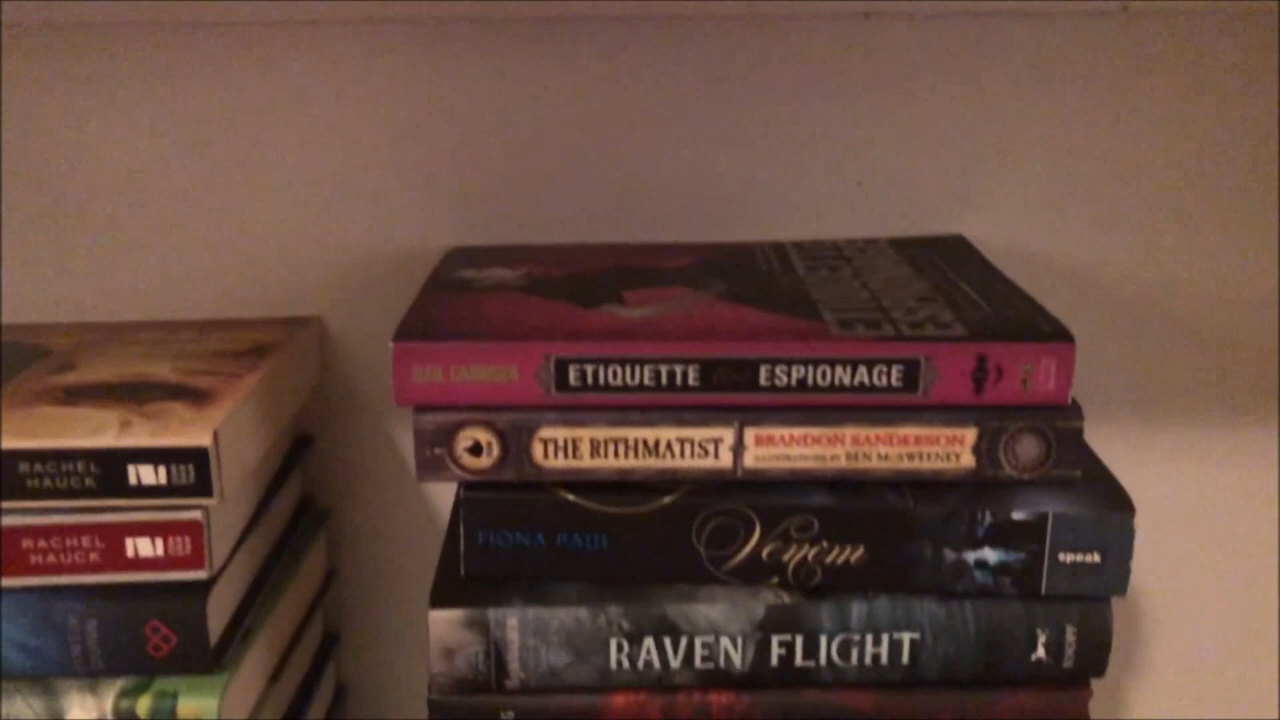 GAIL CARRIGER
ETIQUETTE & ESPIONAGE
THE RITHMATIST
BRANDON SANDERSON
ILLUSTRATIONS BY BEN McSWEENEY
FIONA PAUL
Venom
speak
RAVEN FLIGHT
KNOPF
RACHEL
HAUCK
RACHEL
HAUCK